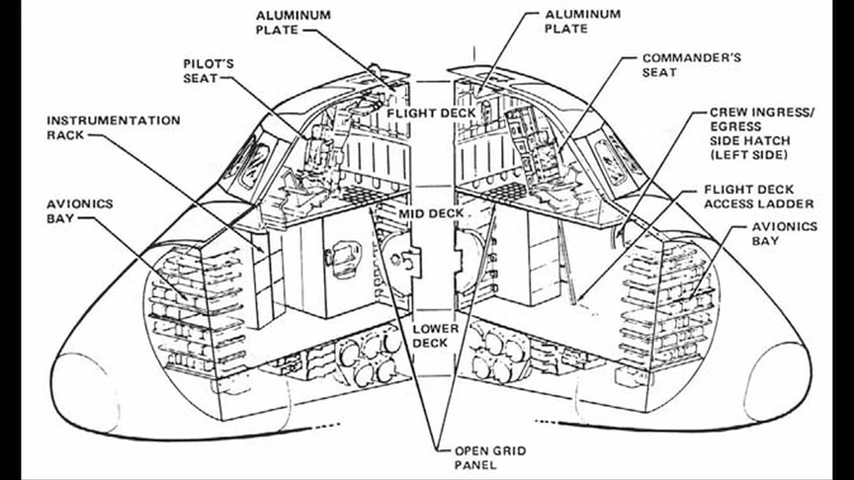 ALUMINUM
PLATE
ALUMINUM
PLATE
PILOT'S
SEAT
COMMANDER'S
SEAT
INSTRUMENTATION
RACK
FLIGHT DECK
CREW INGRESS/
EGRESS
SIDE HATCH
(LEFT SIDE)
AVIONICS
BAY
MID DECK
FLIGHT DECK
ACCESS LADDER
AVIONICS
BAY
LOWER
DECK
OPEN GRID
PANEL